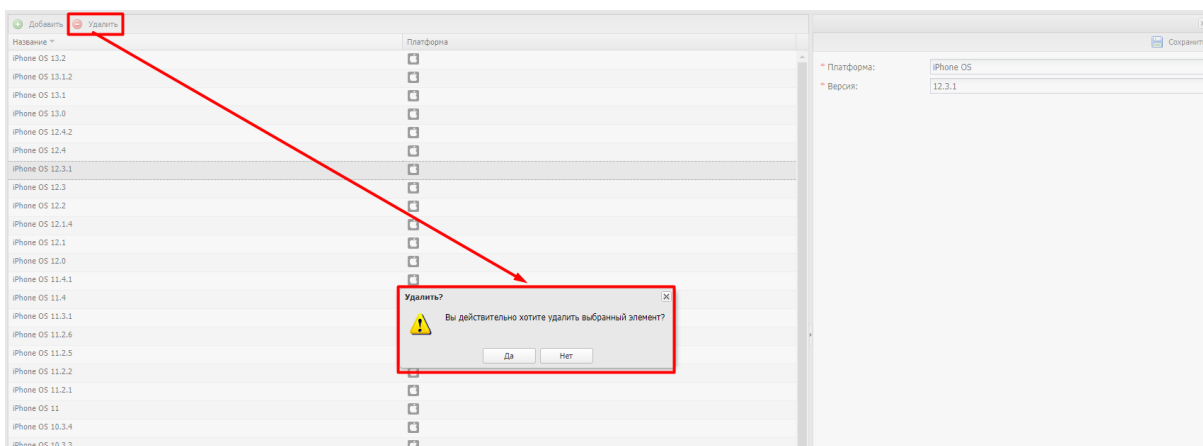 Добавить Удалить
Название Платформа
iPhone OS 13.2
iPhone OS 13.1.2
iPhone OS 13.1
iPhone OS 13.0
iPhone OS 12.4.2
iPhone OS 12.4
iPhone OS 12.3.1
iPhone OS 12.3
iPhone OS 12.2
iPhone OS 12.1.4
iPhone OS 12.1
iPhone OS 12.0
iPhone OS 11.4.1
iPhone OS 11.4
iPhone OS 11.3.1
iPhone OS 11.2.6
iPhone OS 11.2.5
iPhone OS 11.2.2
iPhone OS 11.2.1
iPhone OS 11
iPhone OS 10.3.4
iPhone OS 10.3.3
Удалить?
Вы действительно хотите удалить выбранный элемент?
Да Нет
Сохранить
* Платформа: iPhone OS
* Версия: 12.3.1